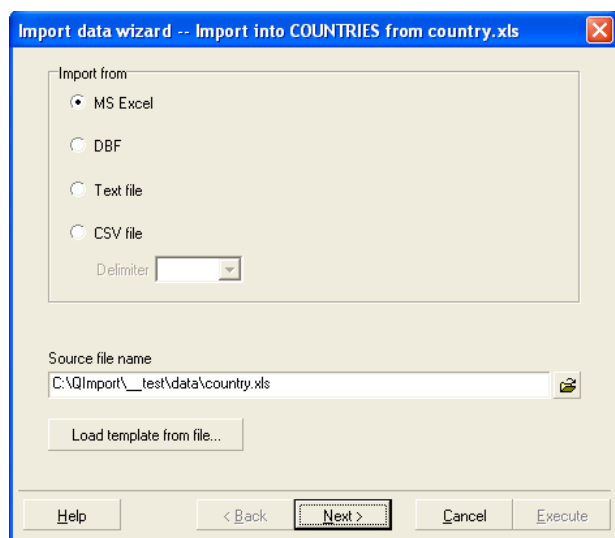 Import data wizard -- Import into COUNTRIES from country.xls
Import from
MS Excel
DBF
Text file
CSV file
Delimiter
Source file name
C:\QImport\__test\data\country.xls
Load template from file...
Help < Back Next > Cancel Execute